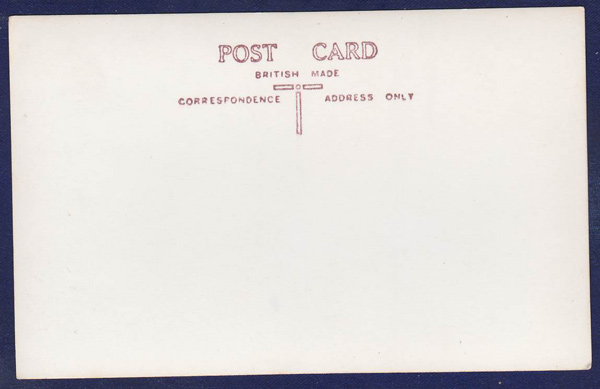 POST CARD
BRITISH MADE
CORRESPONDENCE ADDRESS ONLY